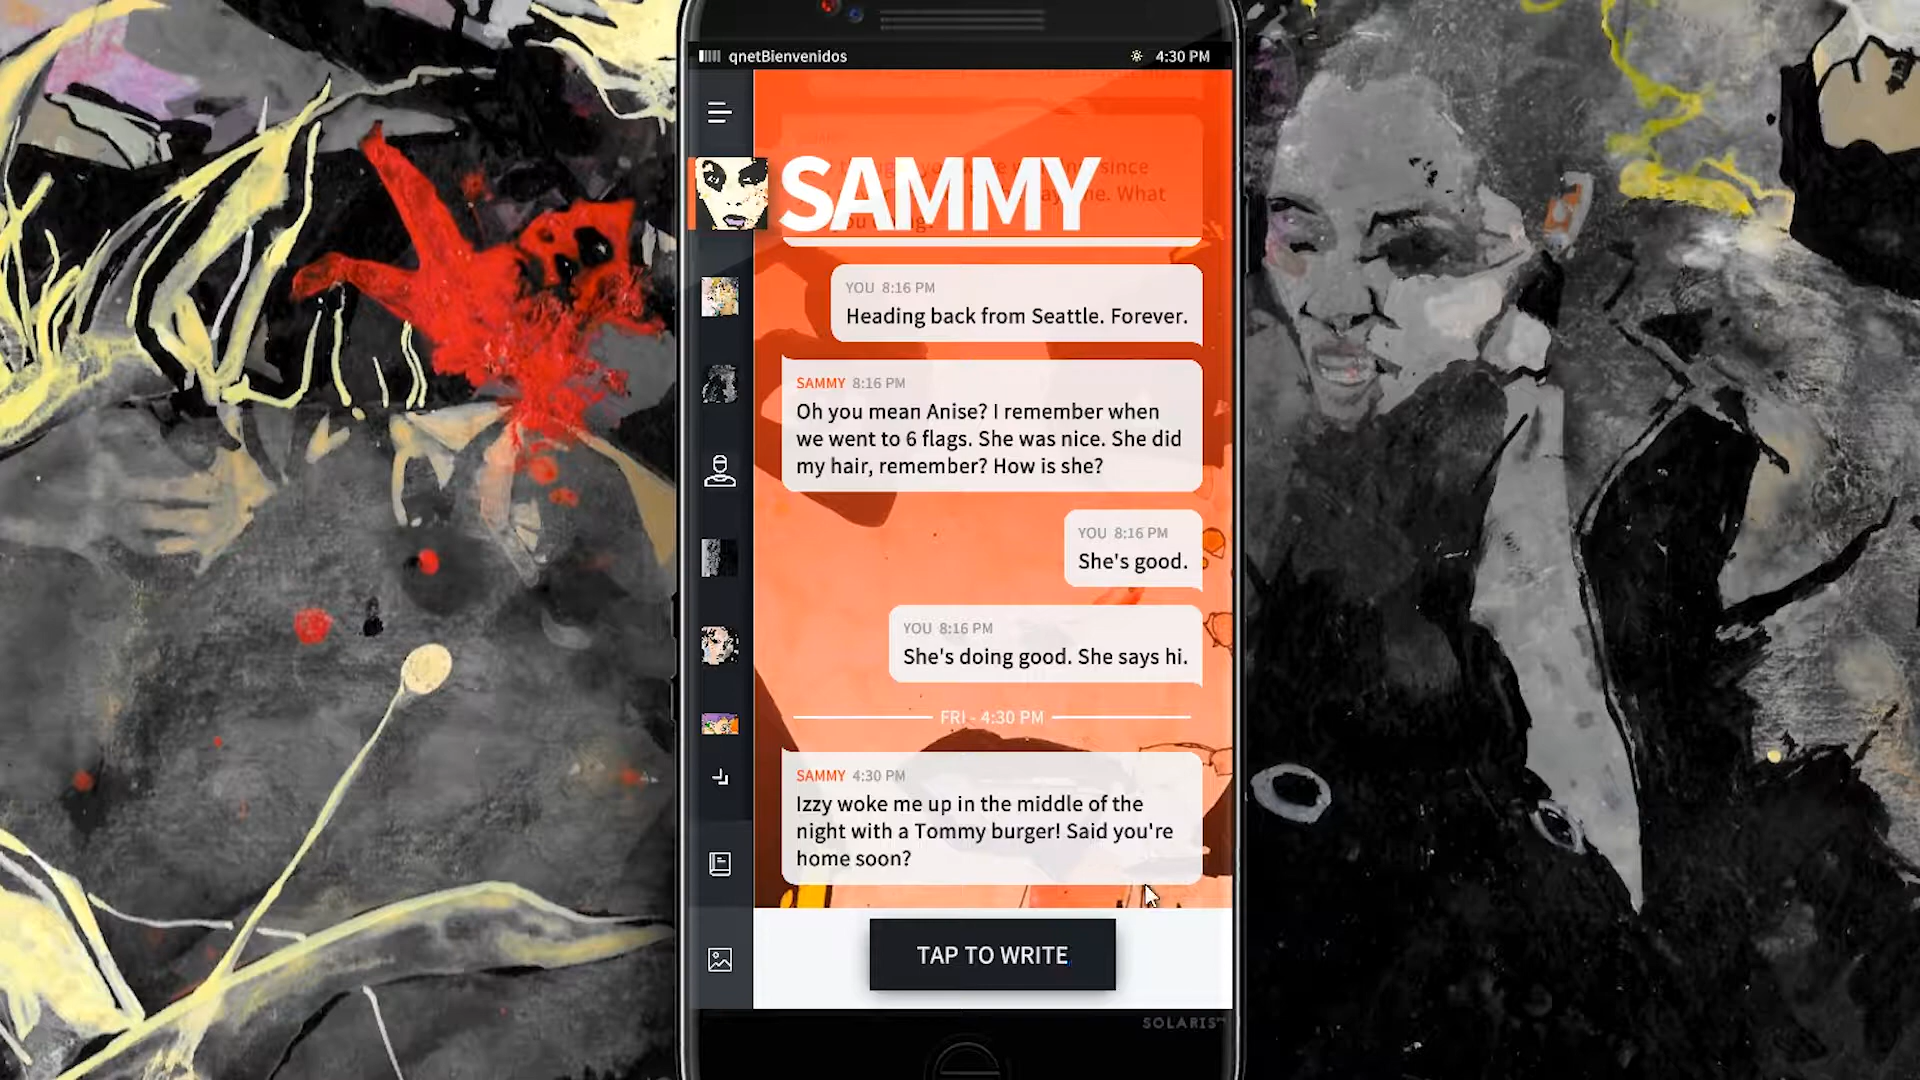 qnetBienvenidos 4:30 PM
SAMMY
since
me. What
YOU 8:16 PM
Heading back from Seattle. Forever.
SAMMY 8:16 PM
Oh you mean Anise? I remember when
we went to 6 flags. She was nice. She did
my hair, remember? How is she?
YOU 8:16 PM
She's good.
YOU 8:16 PM
She's doing good. She says hi.
FRI - 4:30 PM
SAMMY 4:30 PM
Izzy woke me up in the middle of the
night with a Tommy burger! Said you're
home soon?
TAP TO WRITE
SOLARIS™